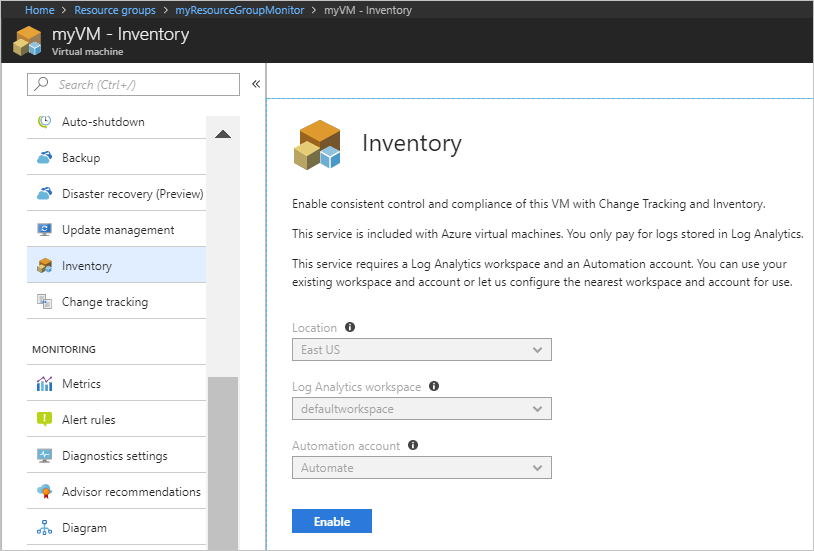 Home > Resource groups > myResourceGroupMonitor > myVM - Inventory
myVM - Inventory
Virtual machine
Search (Ctrl+/)
«
Auto-shutdown
Backup
Disaster recovery (Preview)
Update management
Inventory
Change tracking
MONITORING
Metrics
Alert rules
Diagnostics settings
Advisor recommendations
Diagram
Inventory
Enable consistent control and compliance of this VM with Change Tracking and Inventory.
This service is included with Azure virtual machines. You only pay for logs stored in Log Analytics.
This service requires a Log Analytics workspace and an Automation account. You can use your
existing workspace and account or let us configure the nearest workspace and account for use.
Location
East US
Log Analytics workspace
defaultworkspace
Automation account
Automate
Enable